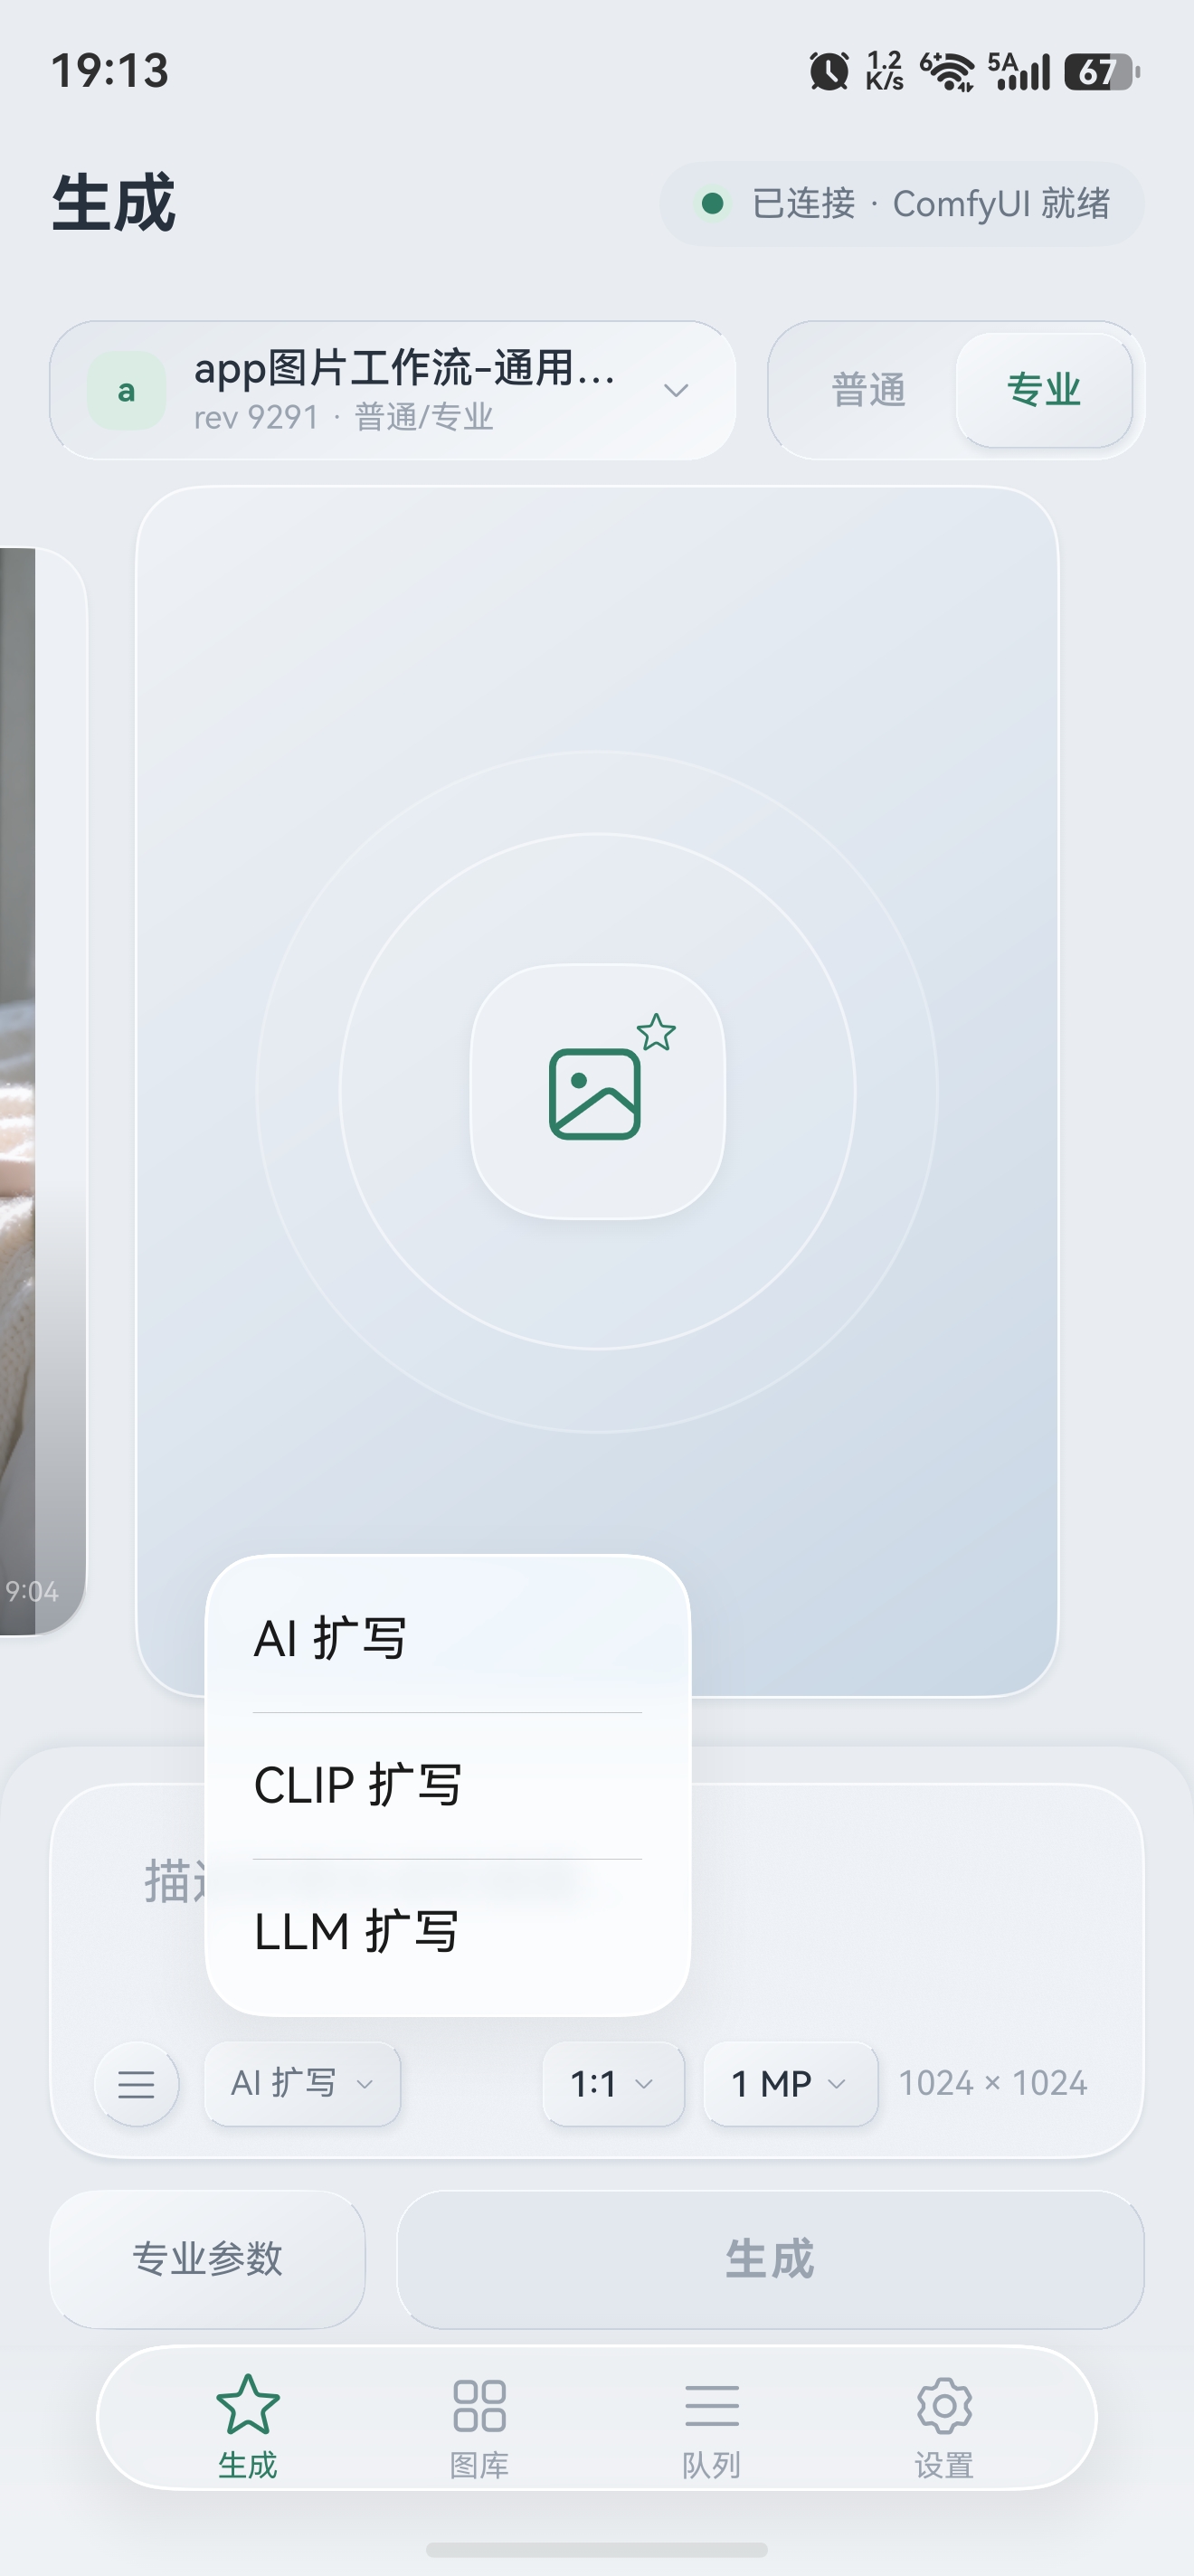 19:13
1.2
K/s
6+
5A
67
生成
已连接 · ComfyUI 就绪
a
app图片工作流-通用...
rev 9291 · 普通/专业
普通
专业
9:04
AI 扩写
CLIP 扩写
描
LLM 扩写
AI 扩写
1:1
1 MP
1024 × 1024
专业参数
生成
生成
图库
队列
设置